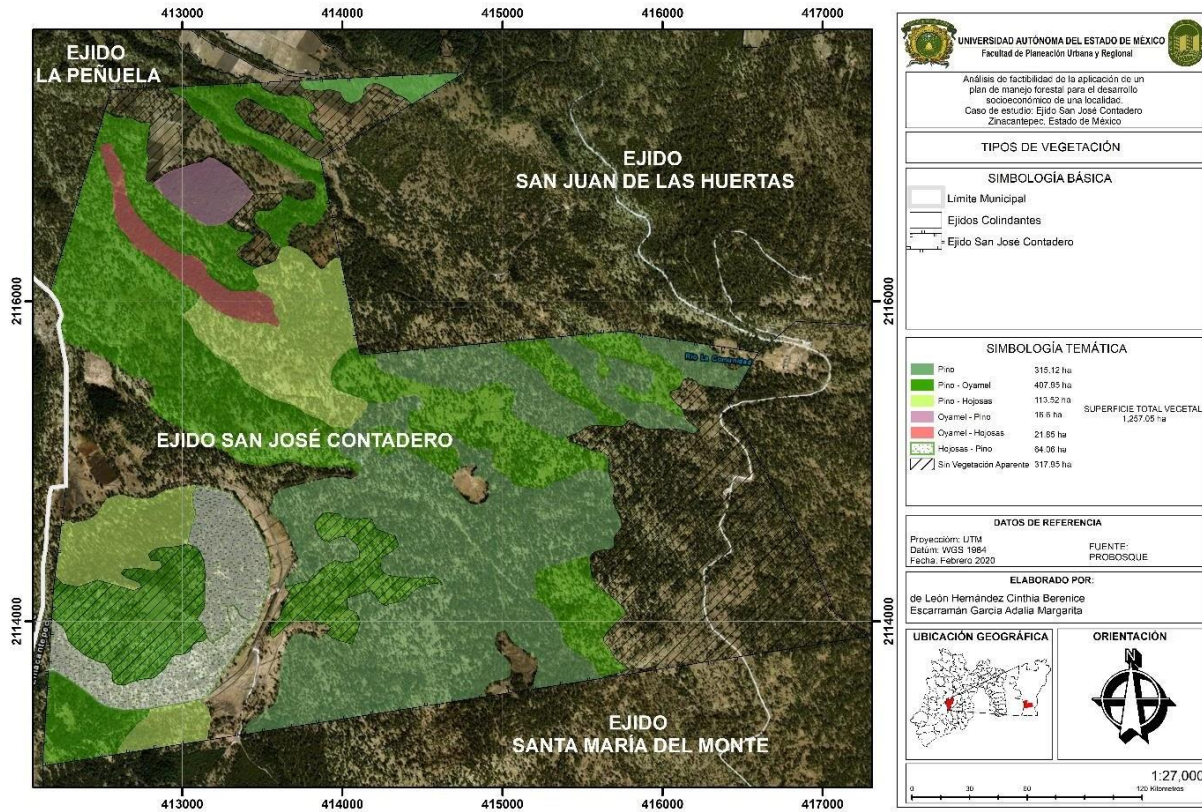 413000 414000 415000 416000 417000
EJIDO
LA PEÑUELA
EJIDO
SAN JUAN DE LAS HUERTAS
2116000
2116000
Río La
EJIDO SAN JOSÉ CONTADERO
2114000
2114000
EJIDO
SANTA MARÍA DEL MONTE
413000 414000 415000 416000 417000
UNIVERSIDAD AUTÓNOMA DEL ESTADO DE MÉXICO
Facultad de Planeación Urbana y Regional
Análisis de factibilidad de la aplicación de un
plan de manejo forestal para el desarrollo
socioeconómico de una localidad.
Caso de estudio: Ejido San José Contadero
Zinacantepec, Estado de México
TIPOS DE VEGETACIÓN
SIMBOLOGÍA BÁSICA
Límite Municipal
Ejidos Colindantes
Ejido San José Contadero
SIMBOLOGÍA TEMÁTICA
Pino 315.12 ha
Pino - Oyamel 407.95 ha
Pino - Hojosas 113.52 ha
Oyamel - Pino 16.6 ha
Oyamel - Hojosas 21.85 ha
Hojosas - Pino 64.06 ha
Sin Vegetación Aparente 317.95 ha
SUPERFICIE TOTAL VEGETAL
1,257.05 ha
DATOS DE REFERENCIA
Proyección: UTM
Datúm: WGS 1984
Fecha: Febrero 2020
FUENTE:
PROBOSQUE
ELABORADO POR:
de León Hernández Cinthia Berenice
Escarramán García Adalia Margarita
UBICACIÓN GEOGRÁFICA
ORIENTACIÓN
N
1:27,000
0 30 60 120 Kilometros